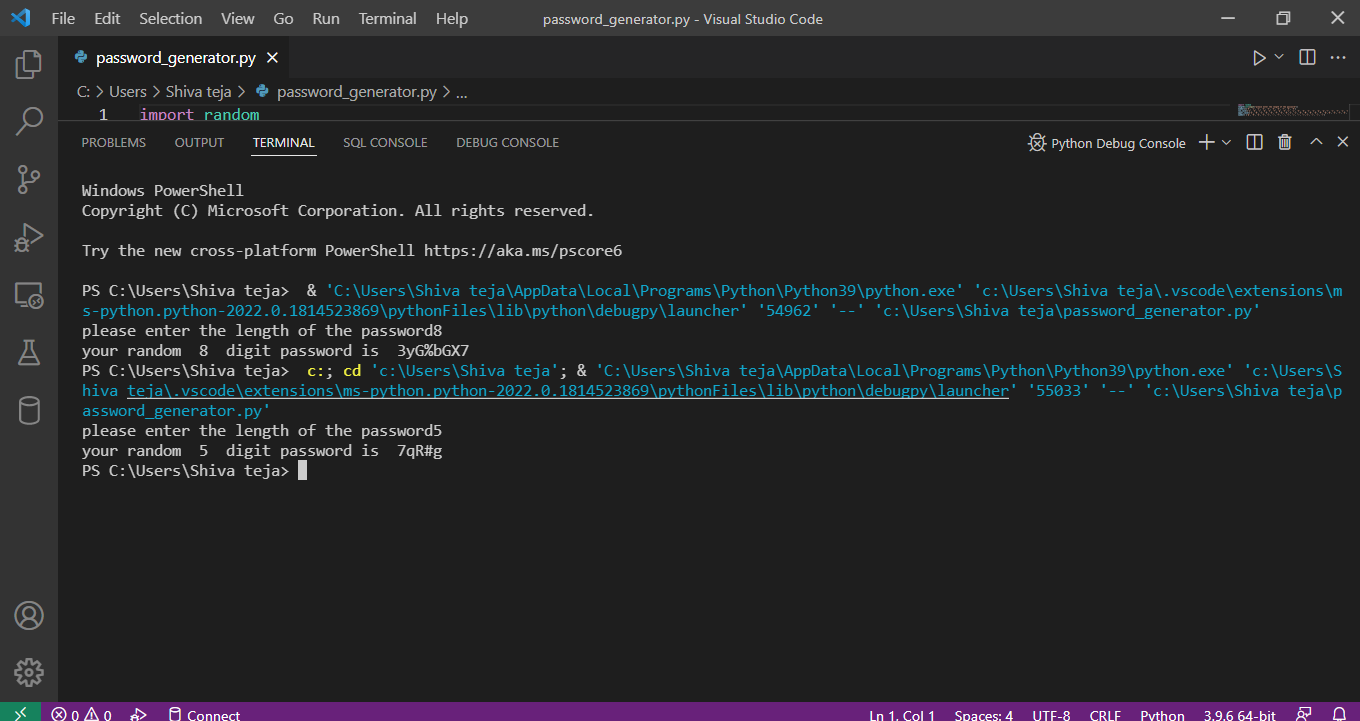 File Edit Selection View Go Run Terminal Help password_generator.py - Visual Studio Code
password_generator.py
C: > Users > Shiva teja > password_generator.py > ...
1 import random
PROBLEMS OUTPUT TERMINAL SQL CONSOLE DEBUG CONSOLE Python Debug Console
Windows PowerShell
Copyright (C) Microsoft Corporation. All rights reserved.
Try the new cross-platform PowerShell https://aka.ms/pscore6
PS C:\Users\Shiva teja>  & 'C:\Users\Shiva teja\AppData\Local\Programs\Python\Python39\python.exe' 'c:\Users\Shiva teja\.vscode\extensions\m
s-python.python-2022.0.1814523869\pythonFiles\lib\python\debugpy\launcher' '54962' '--' 'c:\Users\Shiva teja\password_generator.py'
please enter the length of the password8
your random  8  digit password is  3yG%bGX7
PS C:\Users\Shiva teja>  c:; cd 'c:\Users\Shiva teja'; & 'C:\Users\Shiva teja\AppData\Local\Programs\Python\Python39\python.exe' 'c:\Users\S
hiva teja\.vscode\extensions\ms-python.python-2022.0.1814523869\pythonFiles\lib\python\debugpy\launcher' '55033' '--' 'c:\Users\Shiva teja\p
assword_generator.py'
please enter the length of the password5
your random  5  digit password is  7qR#g
PS C:\Users\Shiva teja>
0 0 Connect Ln 1, Col 1 Spaces: 4 UTF-8 CRLF Python 3.9.6 64-bit